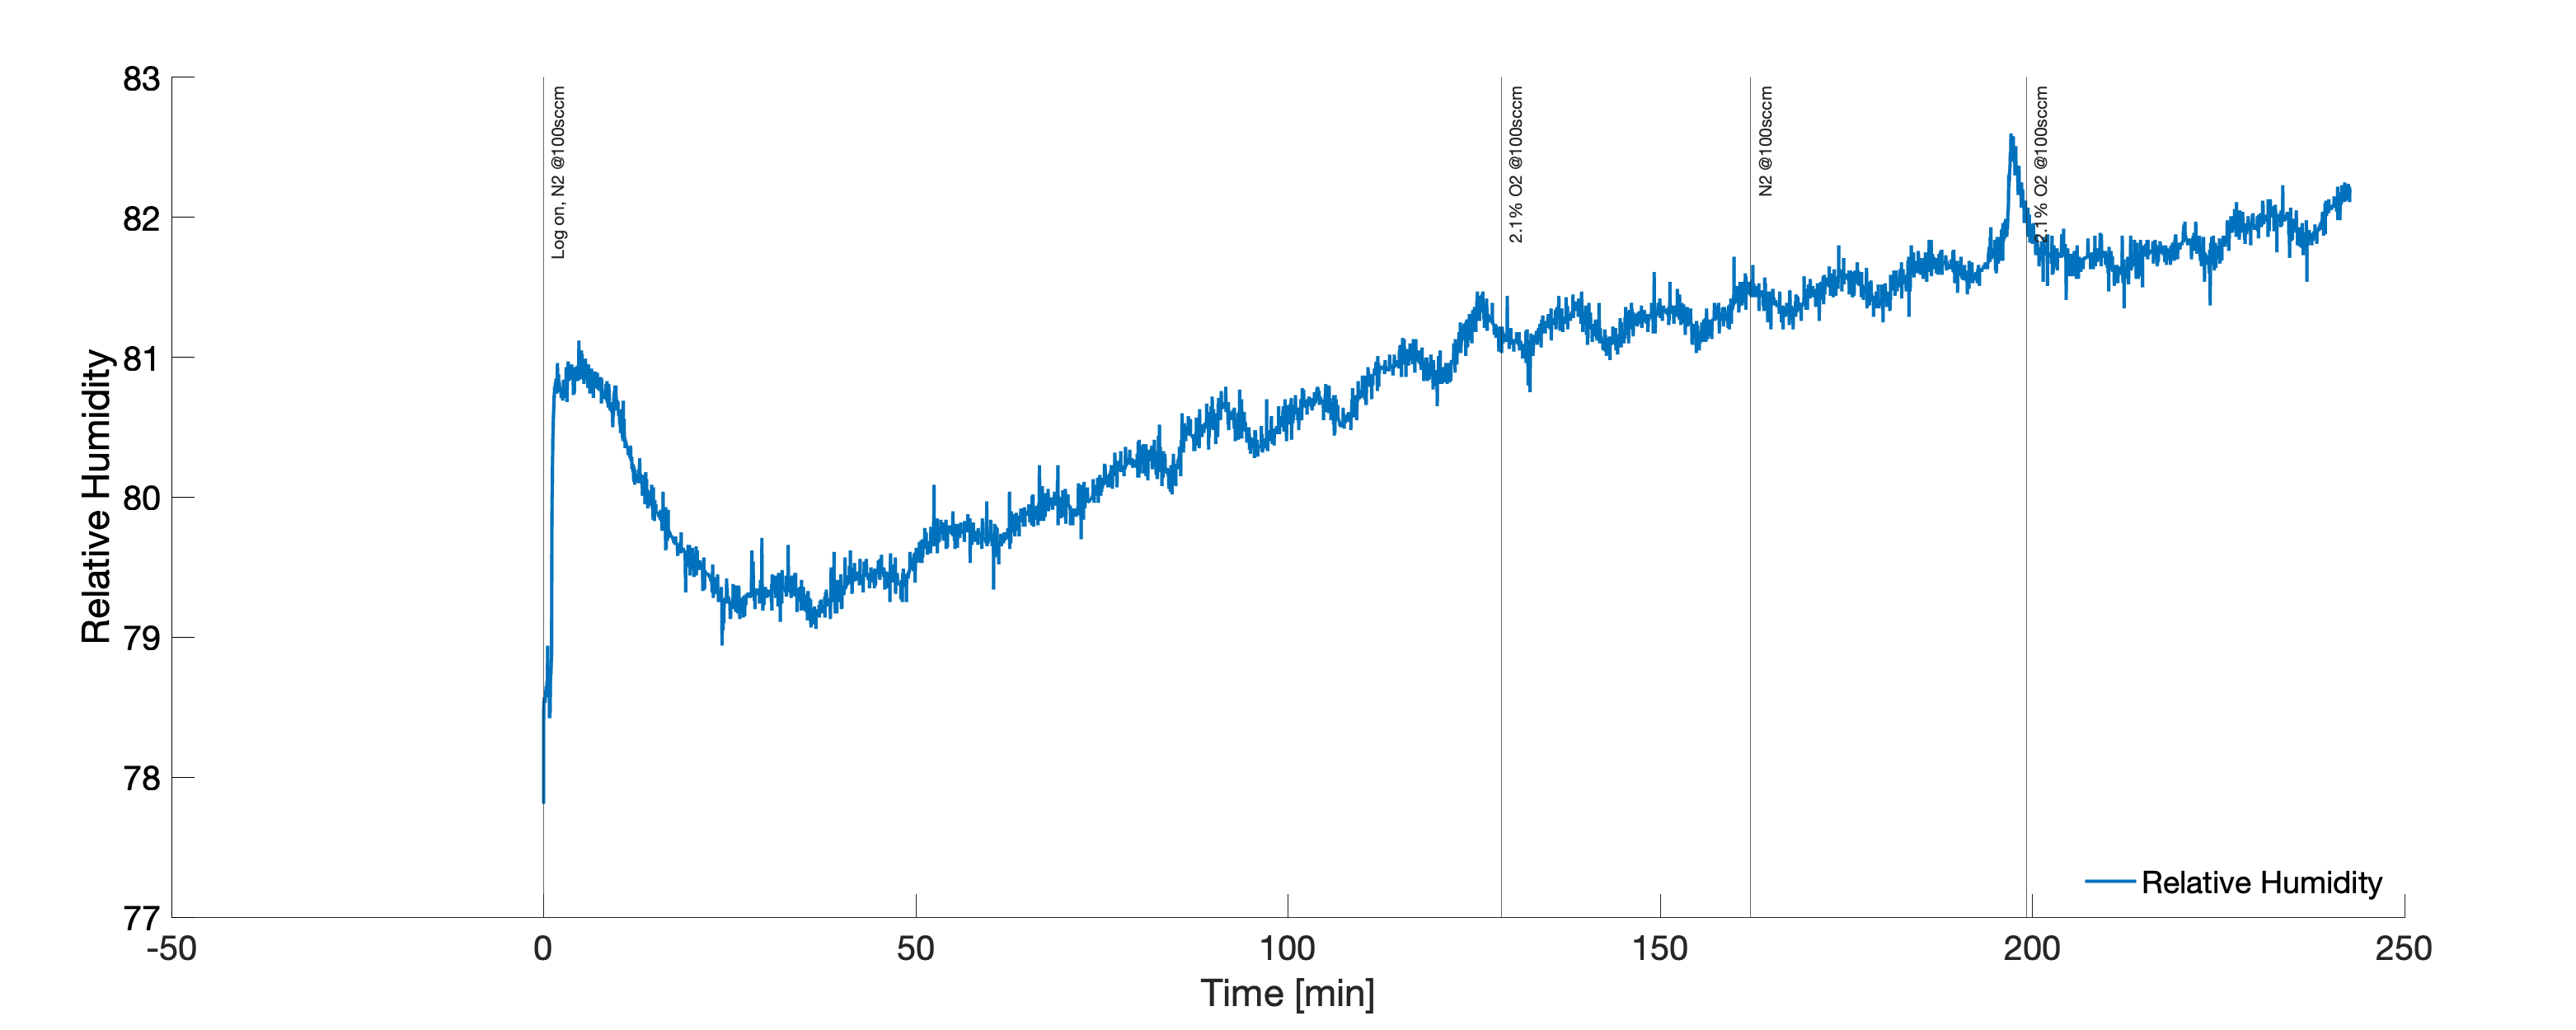 83
82
81
80
79
78
77
Relative Humidity
Log on, N2 @100sccm
2.1% O2 @100sccm
N2 @100sccm
2.1% O2 @100sccm
Relative Humidity
-50 0 50 100 150 200 250
Time [min]